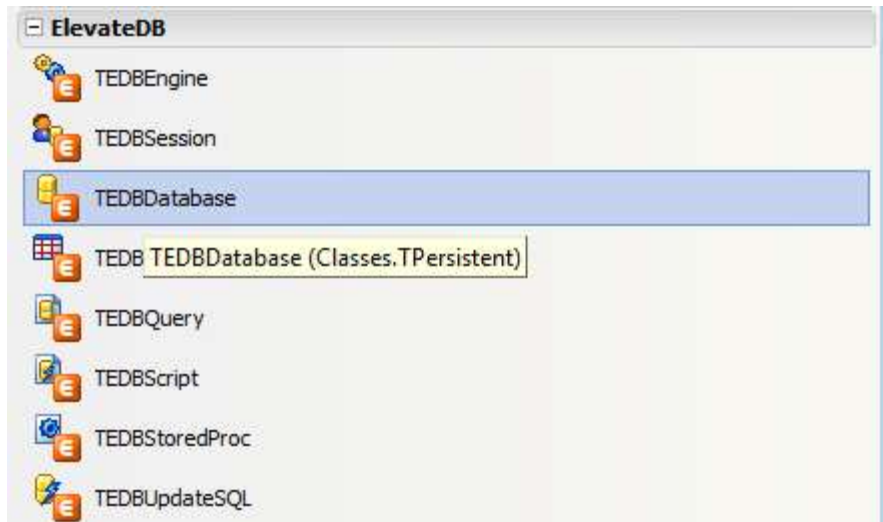 ElevateDB
TEDBEngine
TEDBSession
TEDBDatabase
TEDB
TEDBDatabase (Classes.TPersistent)
TEDBQuery
TEDBScript
TEDBStoredProc
TEDBUpdateSQL